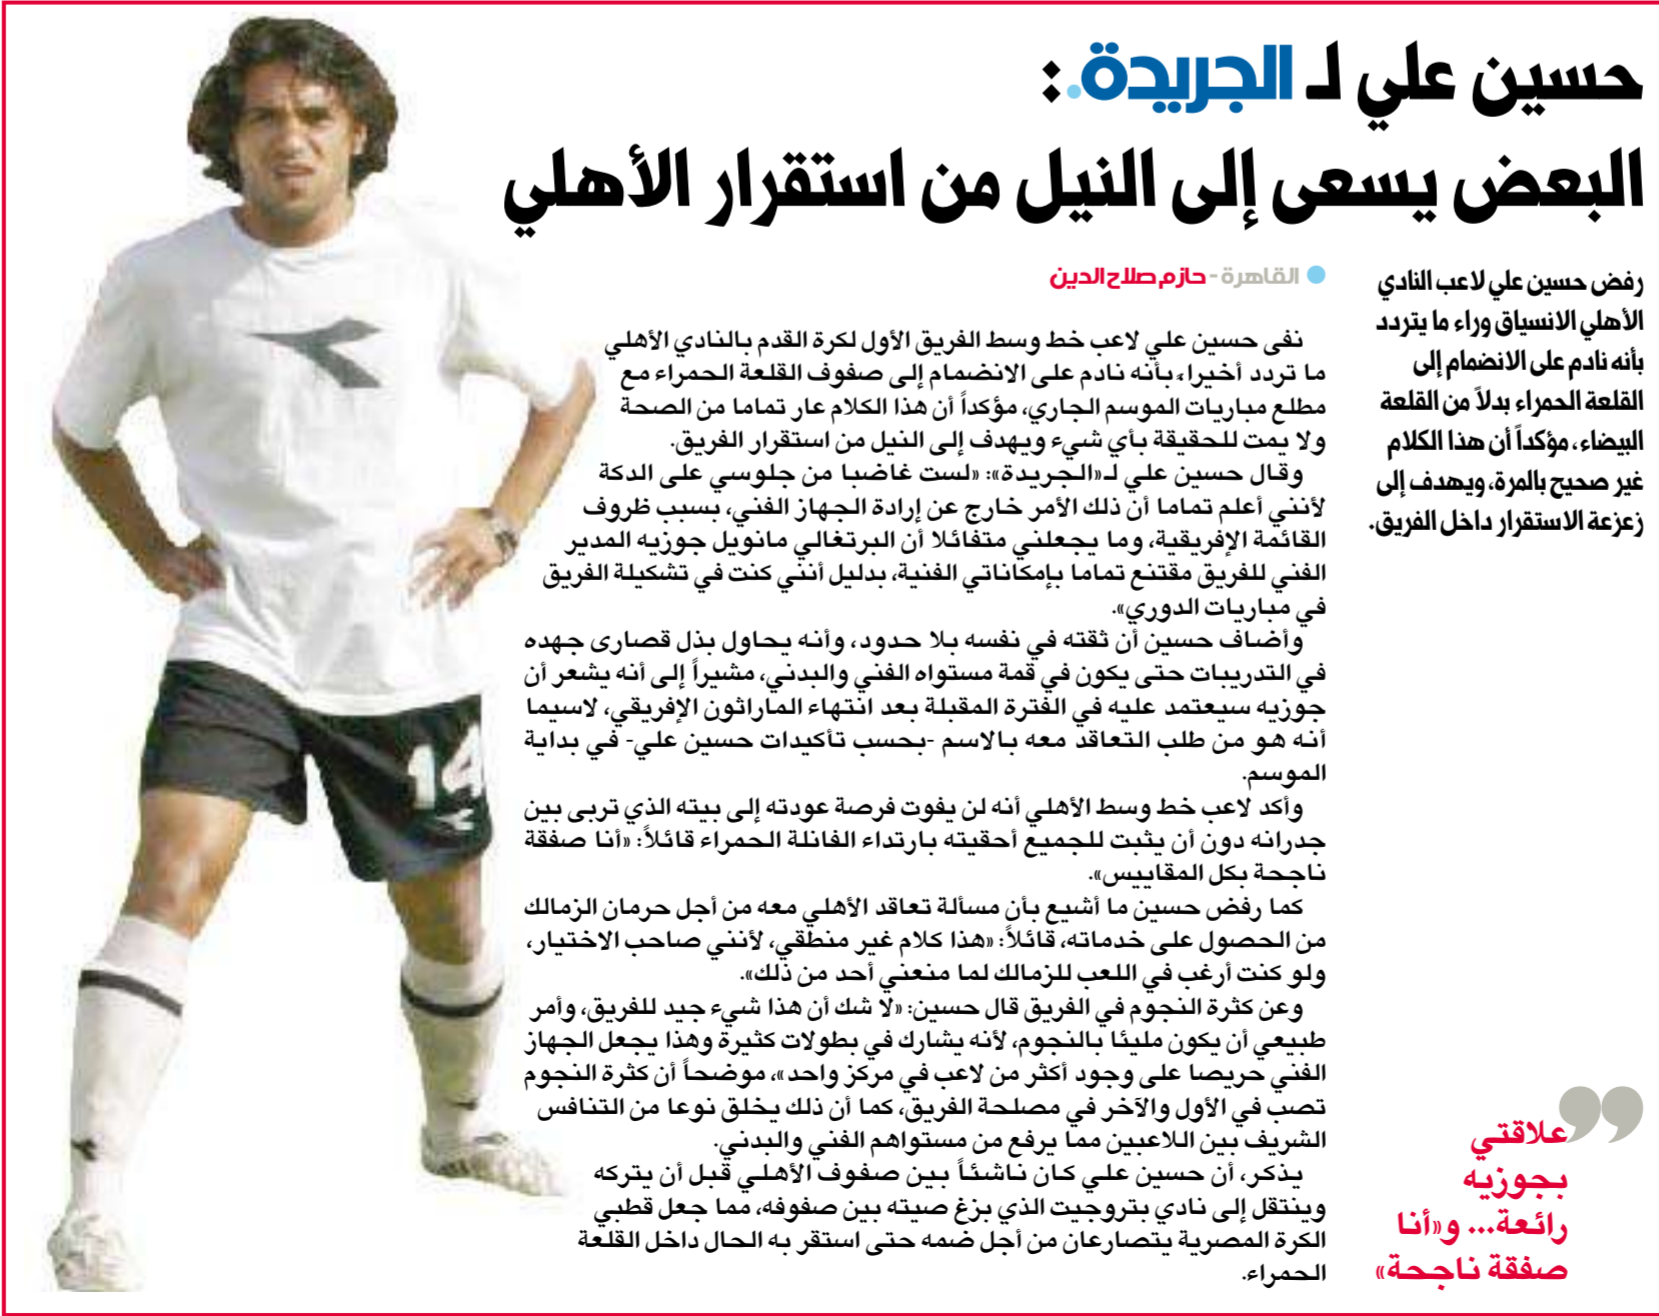 حسين علي لـ الجريدة.:
البعض يسعى إلى النيل من استقرار الأهلي
رفض حسين علي لاعب النادي
الأهلي الانسياق وراء ما يتردد
بأنه نادم على الانضمام إلى
القلعة الحمراء بدلاً من القلعة
البيضاء، مؤكداً أن هذا الكلام
غير صحيح بالمرة، ويهدف إلى
زعزعة الاستقرار داخل الفريق.
القاهرة - حازم صلاح الدين
نفى حسين علي لاعب خط وسط الفريق الأول لكرة القدم بالنادي الأهلي
ما تردد أخيرا، بأنه نادم على الانضمام إلى صفوف القلعة الحمراء مع
مطلع مباريات الموسم الجاري، مؤكداً أن هذا الكلام عار تماما من الصحة
ولا يمت للحقيقة بأي شيء ويهدف إلى النيل من استقرار الفريق.
وقال حسين علي لـ«الجريدة»: «لست غاضبا من جلوسي على الدكة
لأنني أعلم تماما أن ذلك الأمر خارج عن إرادة الجهاز الفني، بسبب ظروف
القائمة الإفريقية، وما يجعلني متفائلا أن البرتغالي مانويل جوزيه المدير
الفني للفريق مقتنع تماما بإمكاناتي الفنية، بدليل أنني كنت في تشكيلة الفريق
في مباريات الدوري».
وأضاف حسين أن ثقته في نفسه بلا حدود، وأنه يحاول بذل قصارى جهده
في التدريبات حتى يكون في قمة مستواه الفني والبدني، مشيراً إلى أنه يشعر أن
جوزيه سيعتمد عليه في الفترة المقبلة بعد انتهاء الماراثون الإفريقي، لاسيما
أنه هو من طلب التعاقد معه بالاسم -بحسب تأكيدات حسين علي- في بداية
الموسم.
وأكد لاعب خط وسط الأهلي أنه لن يفوت فرصة عودته إلى بيته الذي تربى بين
جدرانه دون أن يثبت للجميع أحقيته بارتداء الفانلة الحمراء قائلاً: «أنا صفقة
ناجحة بكل المقاييس».
كما رفض حسين ما أشيع بأن مسألة تعاقد الأهلي معه من أجل حرمان الزمالك
من الحصول على خدماته، قائلاً: «هذا كلام غير منطقي، لأنني صاحب الاختيار،
ولو كنت أرغب في اللعب للزمالك لما منعني أحد من ذلك».
وعن كثرة النجوم في الفريق قال حسين: «لا شك أن هذا شيء جيد للفريق، وأمر
طبيعي أن يكون مليئا بالنجوم، لأنه يشارك في بطولات كثيرة وهذا يجعل الجهاز
الفني حريصا على وجود أكثر من لاعب في مركز واحد»، موضحاً أن كثرة النجوم
تصب في الأول والآخر في مصلحة الفريق، كما أن ذلك يخلق نوعا من التنافس
الشريف بين اللاعبين مما يرفع من مستواهم الفني والبدني.
يذكر، أن حسين علي كان ناشئاً بين صفوف الأهلي قبل أن يتركه
وينتقل إلى نادي بتروجيت الذي بزغ صيته بين صفوفه، مما جعل قطبي
الكرة المصرية يتصارعان من أجل ضمه حتى استقر به الحال داخل القلعة
الحمراء.
علاقتي
بجوزيه
رائعة... و«أنا
صفقة ناجحة»
14